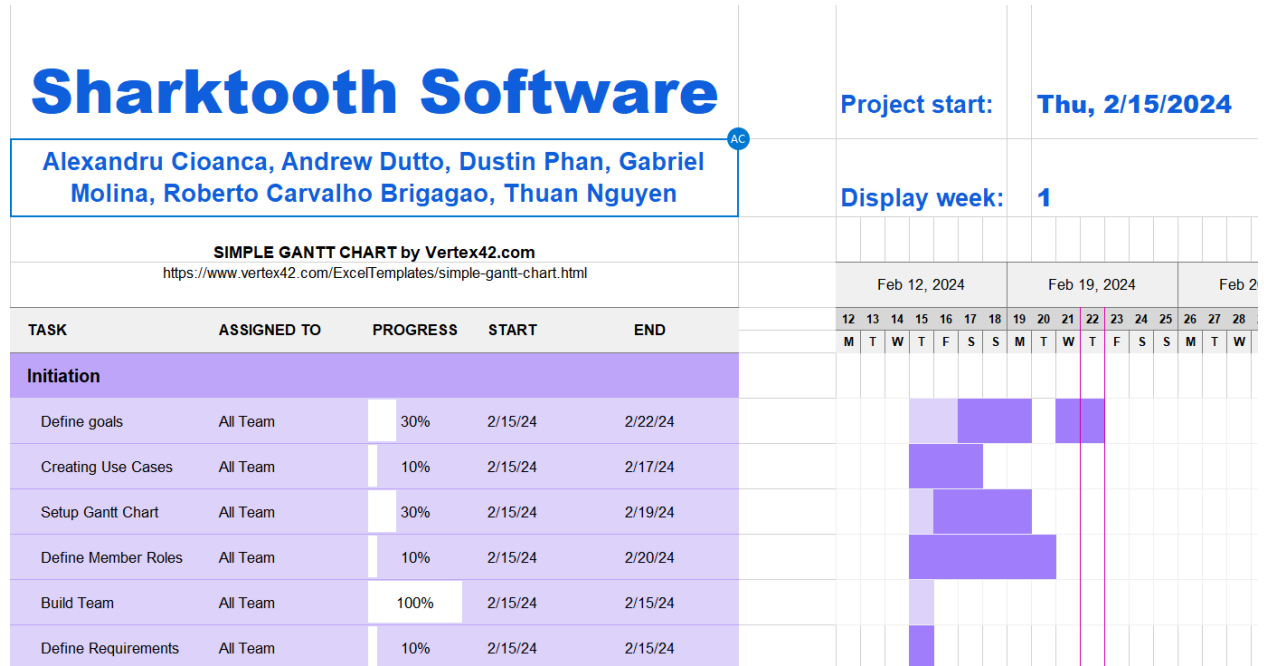 Sharktooth Software
Project start: Thu, 2/15/2024
AC
Alexandru Cioanca, Andrew Dutto, Dustin Phan, Gabriel
Molina, Roberto Carvalho Brigagao, Thuan Nguyen
Display week: 1
SIMPLE GANTT CHART by Vertex42.com
https://www.vertex42.com/ExcelTemplates/simple-gantt-chart.html
Feb 12, 2024 Feb 19, 2024 Feb 2
TASK ASSIGNED TO PROGRESS START END
12 13 14 15 16 17 18 19 20 21 22 23 24 25 26 27 28
M T W T F S S M T W T F S S M T W
Initiation
Define goals All Team 30% 2/15/24 2/22/24
Creating Use Cases All Team 10% 2/15/24 2/17/24
Setup Gantt Chart All Team 30% 2/15/24 2/19/24
Define Member Roles All Team 10% 2/15/24 2/20/24
Build Team All Team 100% 2/15/24 2/15/24
Define Requirements All Team 10% 2/15/24 2/15/24